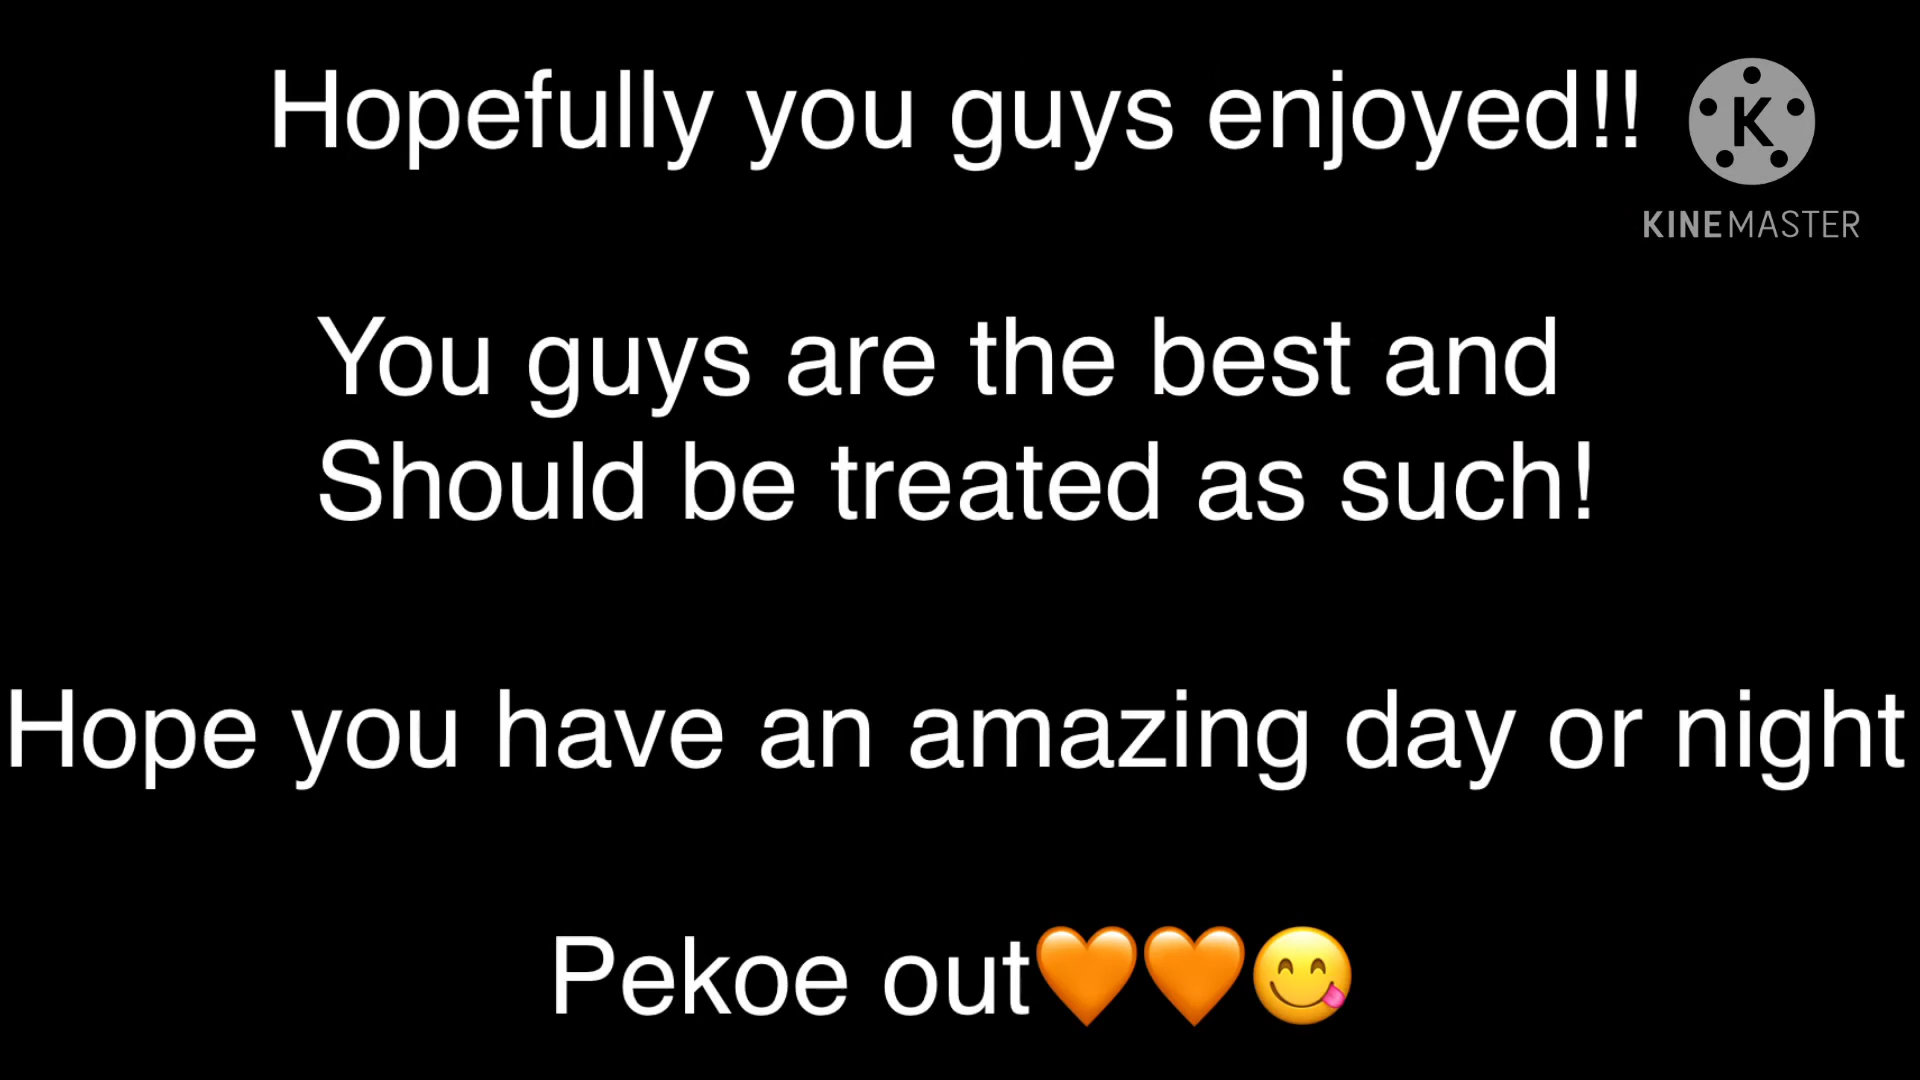 Hopefully you guys enjoyed!!
K
KINEMASTER
You guys are the best and
Should be treated as such!
Hope you have an amazing day or night
Pekoe out🧡🧡😋